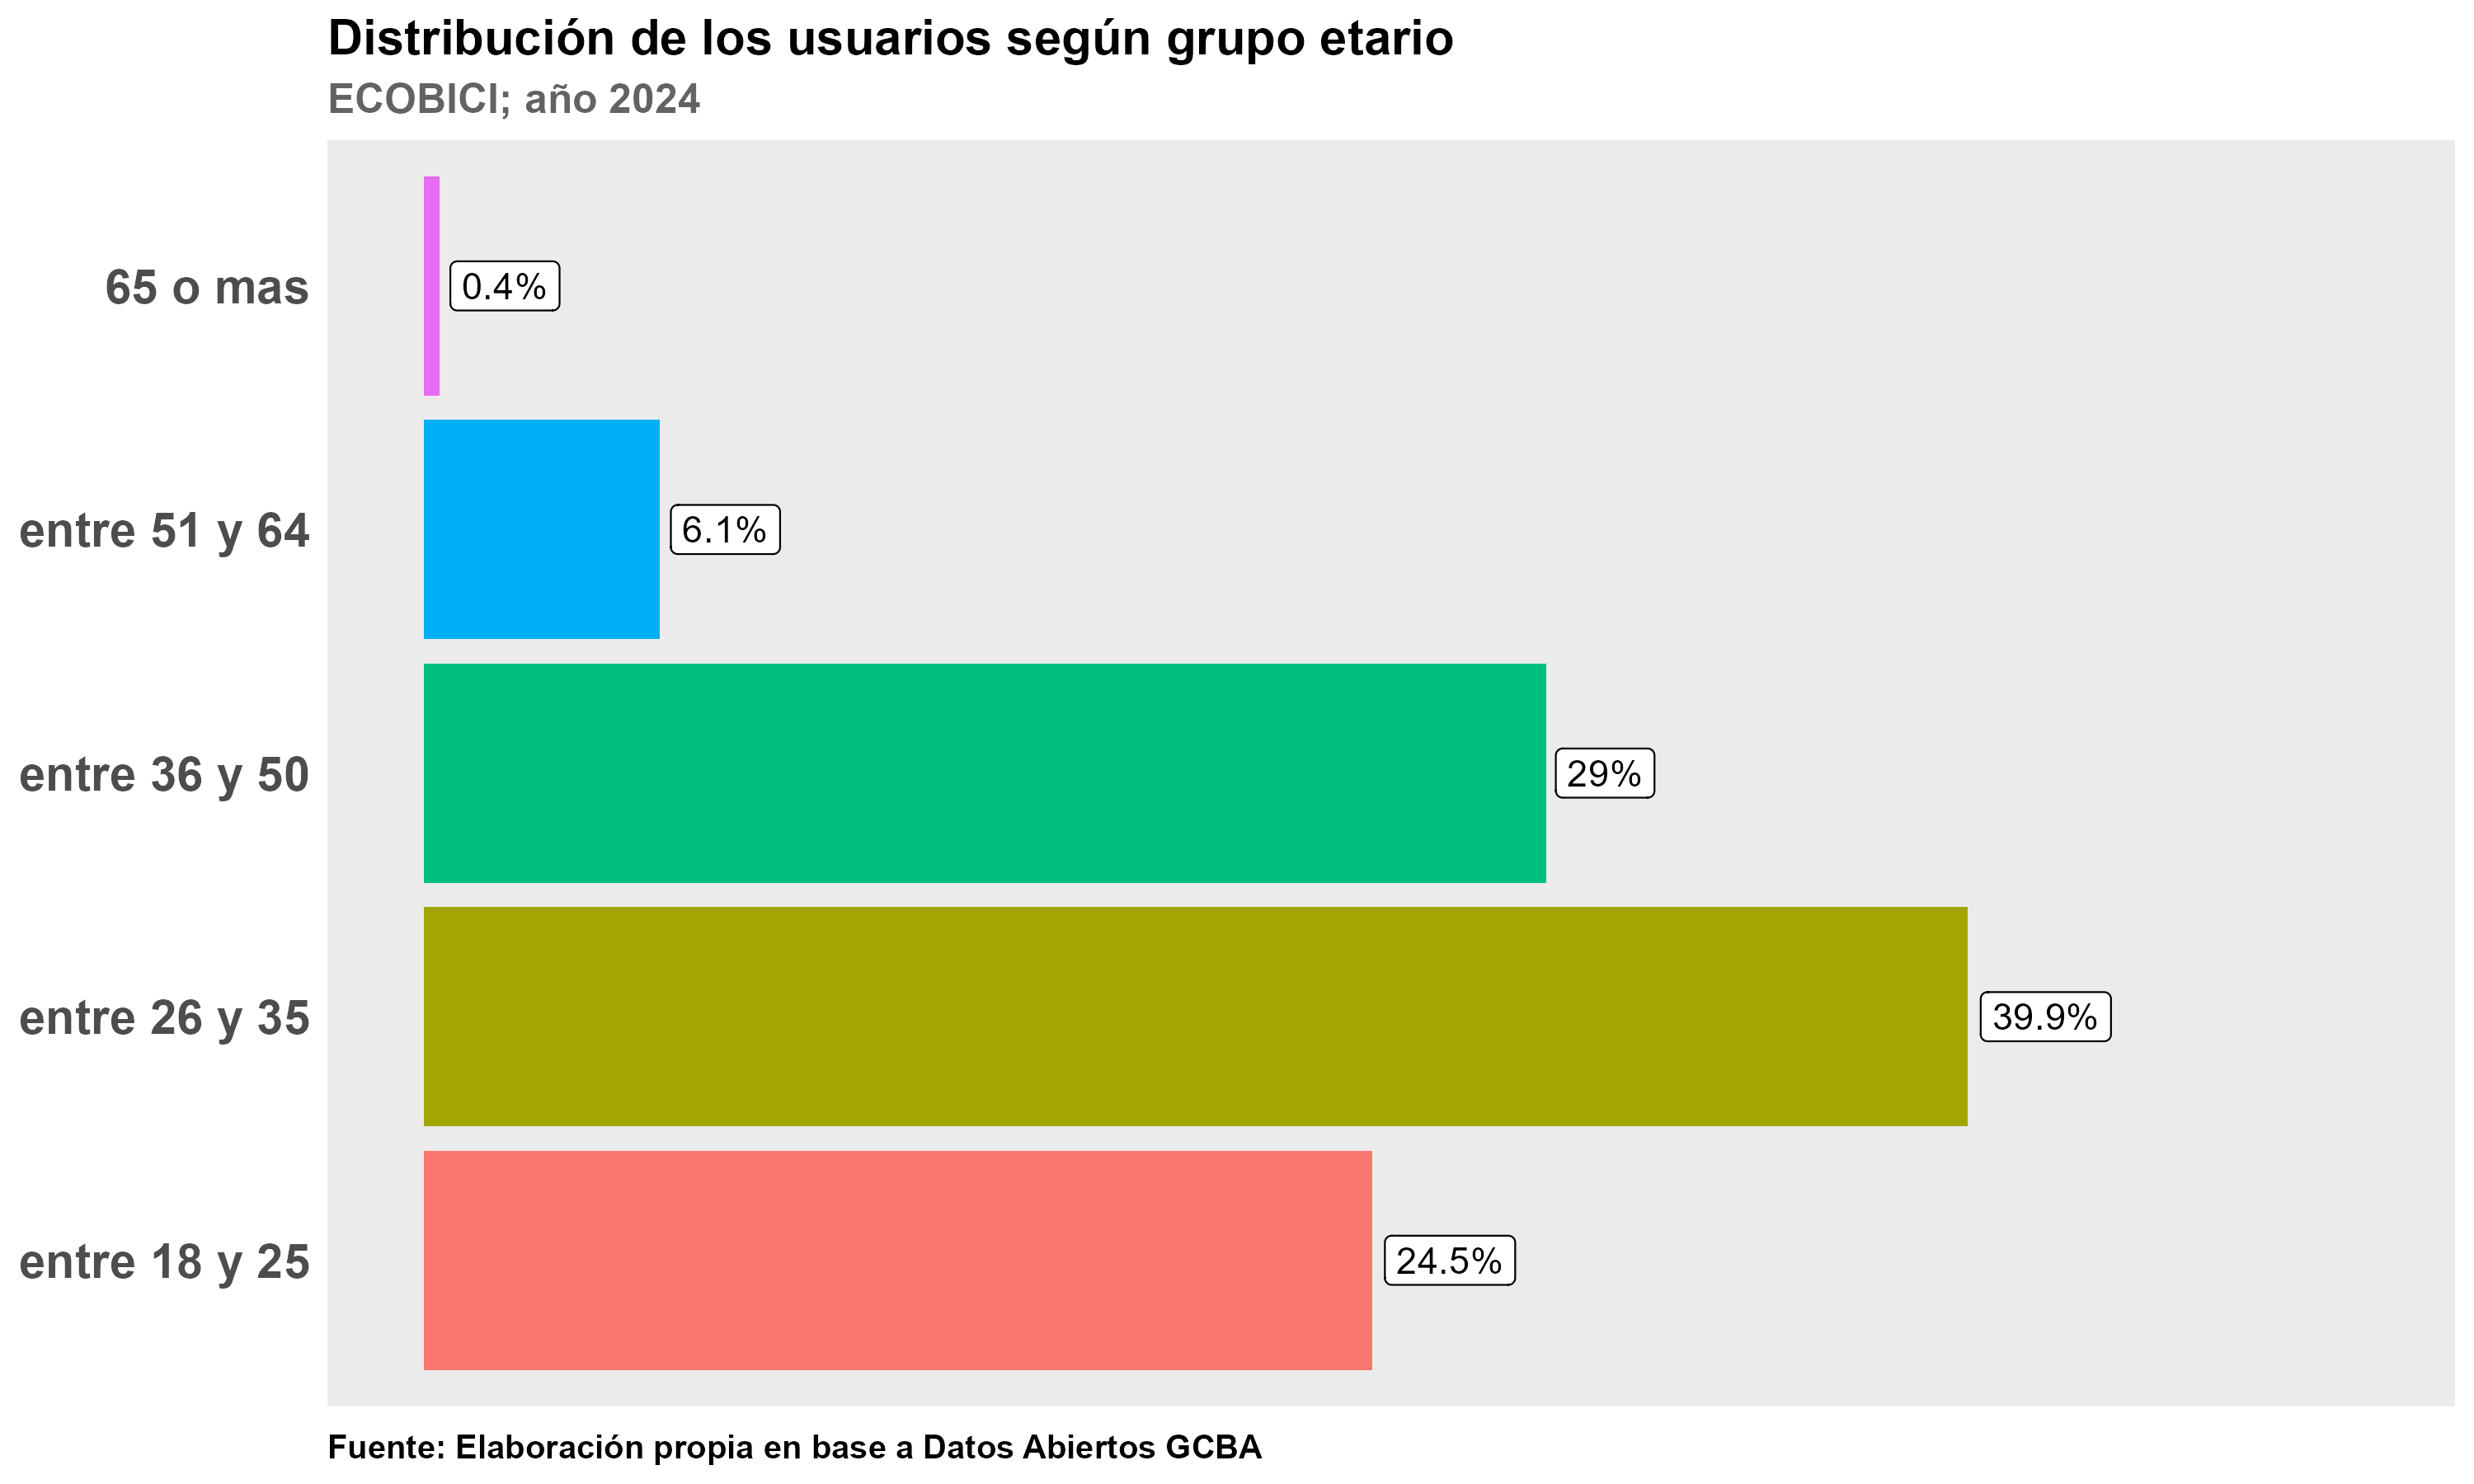 Distribución de los usuarios según grupo etario
ECOBICI; año 2024
65 o mas
0.4%
entre 51 y 64
6.1%
entre 36 y 50
29%
entre 26 y 35
39.9%
entre 18 y 25
24.5%
Fuente: Elaboración propia en base a Datos Abiertos GCBA